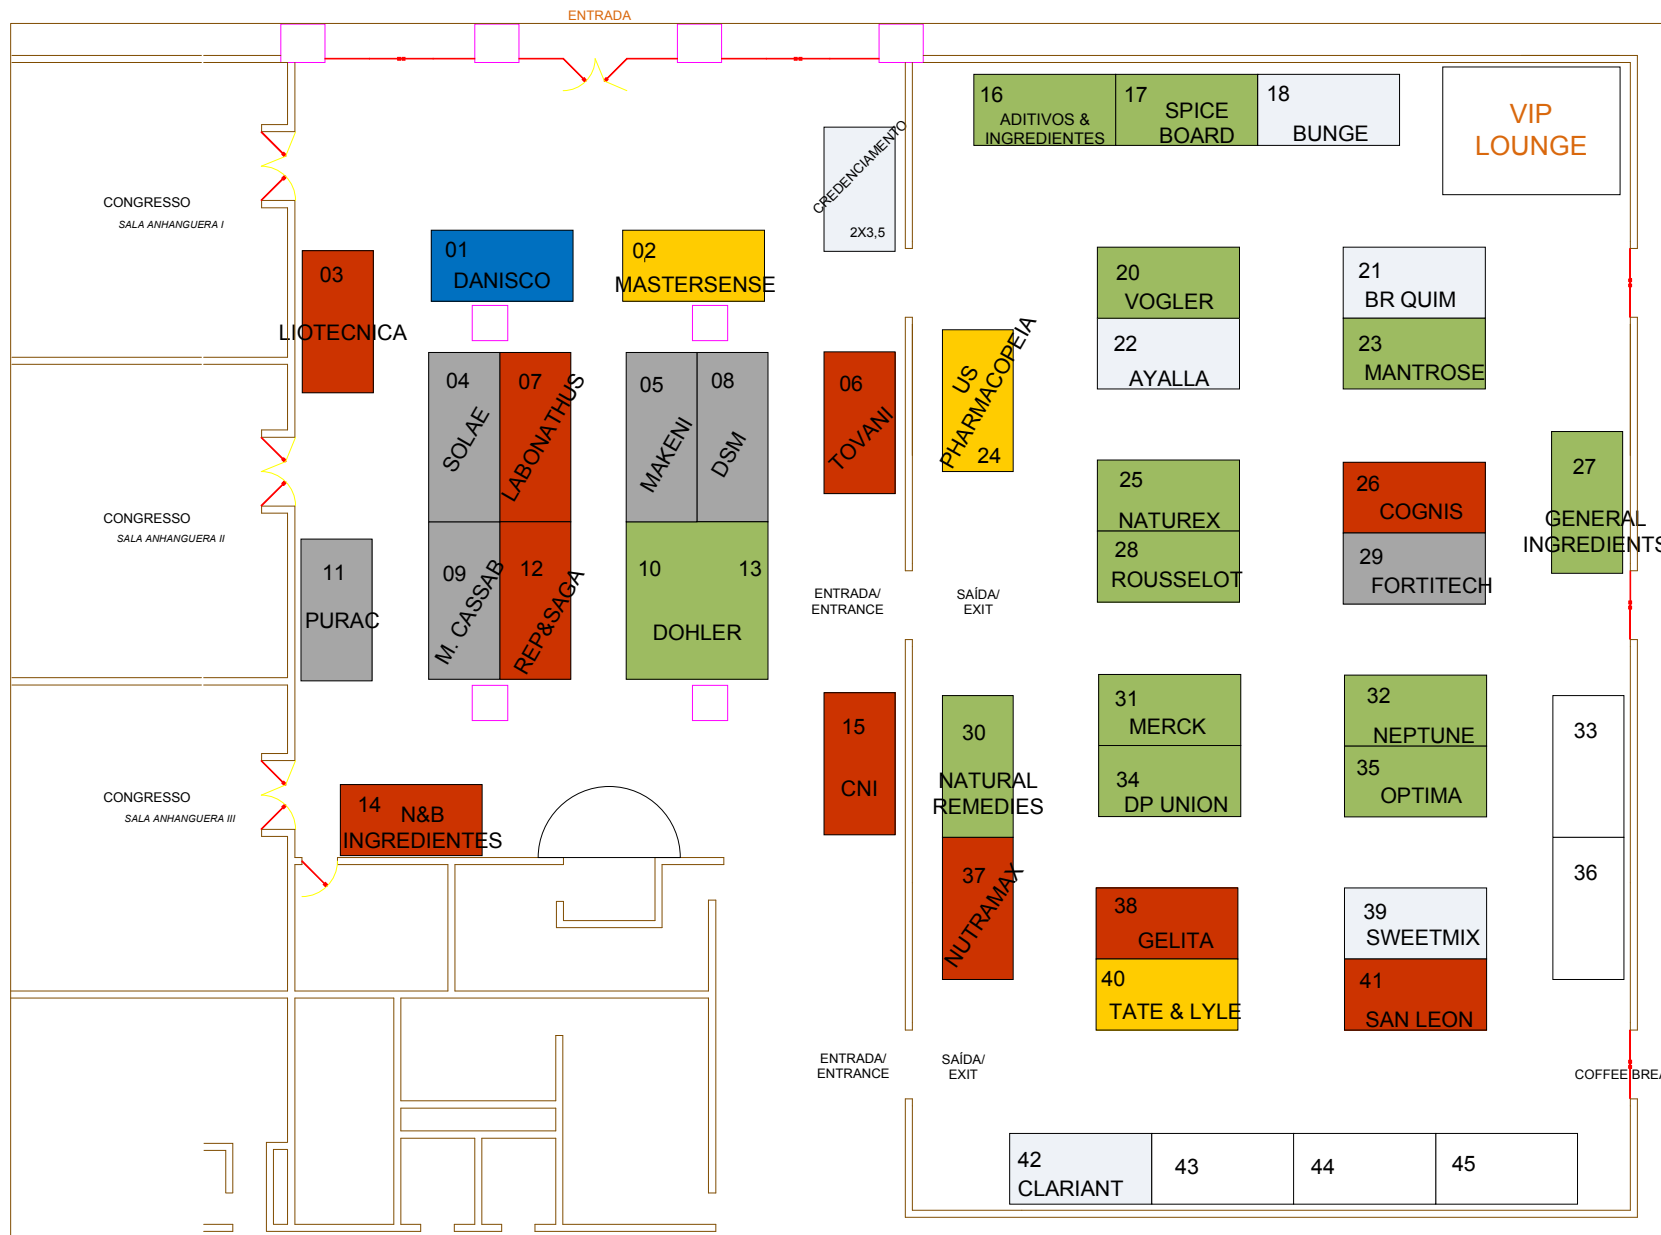 ENTRADA
16
ADITIVOS &
INGREDIENTES
17
SPICE
BOARD
18
BUNGE
VIP
LOUNGE
CREDENCIAMENTO
2X3,5
CONGRESSO
SALA ANHANGUERA I
03
LIOTECNICA
01
DANISCO
02
MASTERSENSE
20
VOGLER
21
BR QUIM
22
AYALLA
23
MANTROSE
04
SOLAE
07
LABONATHUS
05
MAKENI
08
DSM
06
TOVANI
US
PHARMACOPEIA
24
25
NATUREX
26
COGNIS
27
GENERAL
INGREDIENTS
CONGRESSO
SALA ANHANGUERA II
11
PURAC
09
M. CASSAB
12
REP&SAGA
10
13
DOHLER
28
ROUSSELOT
29
FORTITECH
ENTRADA/
ENTRANCE
SAÍDA/
EXIT
15
CNI
30
NATURAL
REMEDIES
31
MERCK
32
NEPTUNE
33
34
DP UNION
35
OPTIMA
CONGRESSO
SALA ANHANGUERA III
14
N&B
INGREDIENTES
37
NUTRAMAX
36
38
GELITA
39
SWEETMIX
40
TATE & LYLE
41
SAN LEON
ENTRADA/
ENTRANCE
SAÍDA/
EXIT
COFFEE BREA
42
CLARIANT
43
44
45